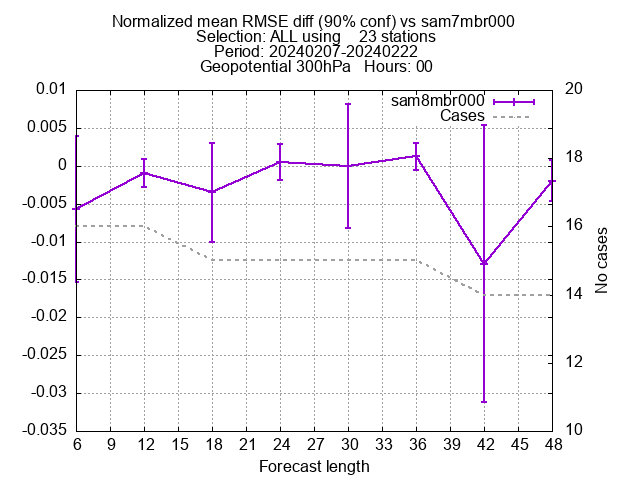 Normalized mean RMSE diff (90% conf) vs sam7mbr000
Selection: ALL using    23 stations
Period: 20240207-20240222
Geopotential 300hPa   Hours: 00
sam8mbr000
Cases
0.01
0.005
0
-0.005
-0.01
-0.015
-0.02
-0.025
-0.03
-0.035
20
18
16
14
12
10
No cases
6 9 12 15 18 21 24 27 30 33 36 39 42 45 48
Forecast length